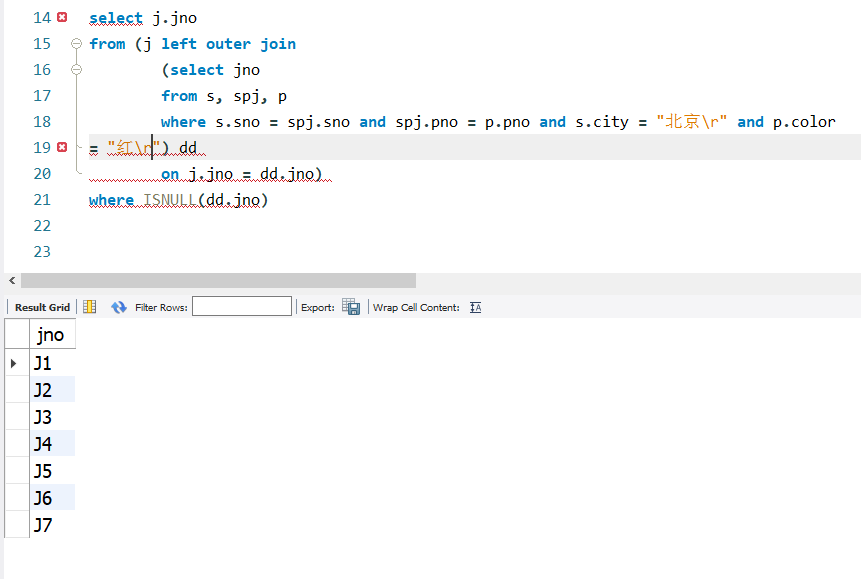 14 select j.jno
15 from (j left outer join
16 (select jno
17 from s, spj, p
18 where s.sno = spj.sno and spj.pno = p.pno and s.city = "北京\r" and p.color
19 = "红\r") dd
20 on j.jno = dd.jno)
21 where ISNULL(dd.jno)
22
23
Result Grid Filter Rows: Export: Wrap Cell Content:
jno
J1
J2
J3
J4
J5
J6
J7